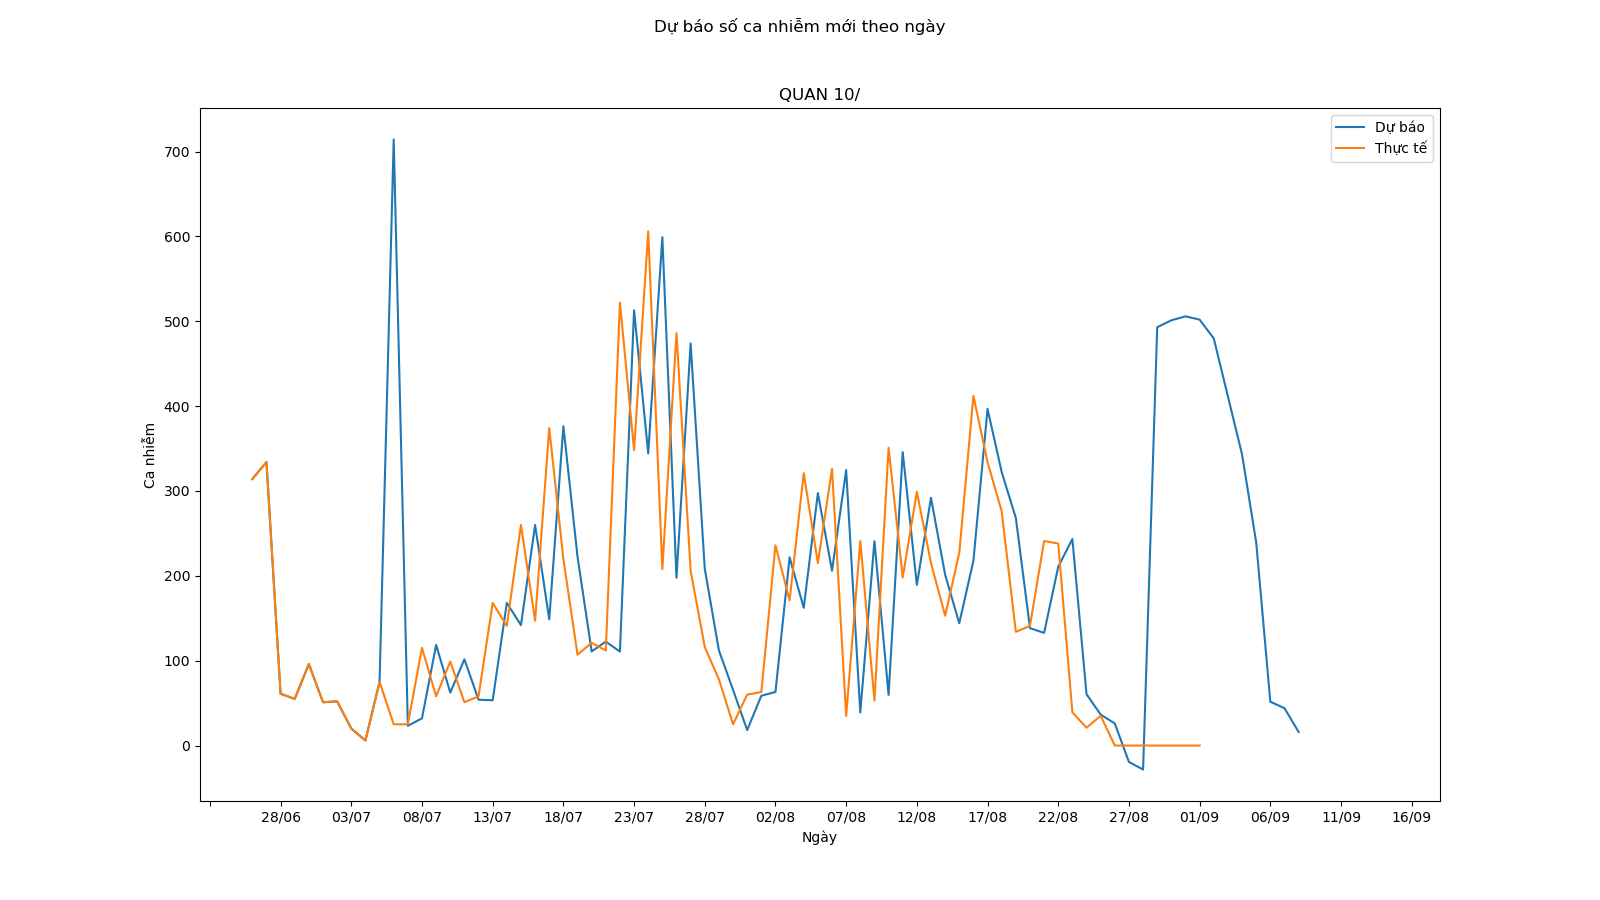 Dự báo số ca nhiễm mới theo ngày
QUAN 10/
Dự báo
Thực tế
700
600
500
400
300
200
100
0
Ca nhiễm
28/06 03/07 08/07 13/07 18/07 23/07 28/07 02/08 07/08 12/08 17/08 22/08 27/08 01/09 06/09 11/09 16/09
Ngày